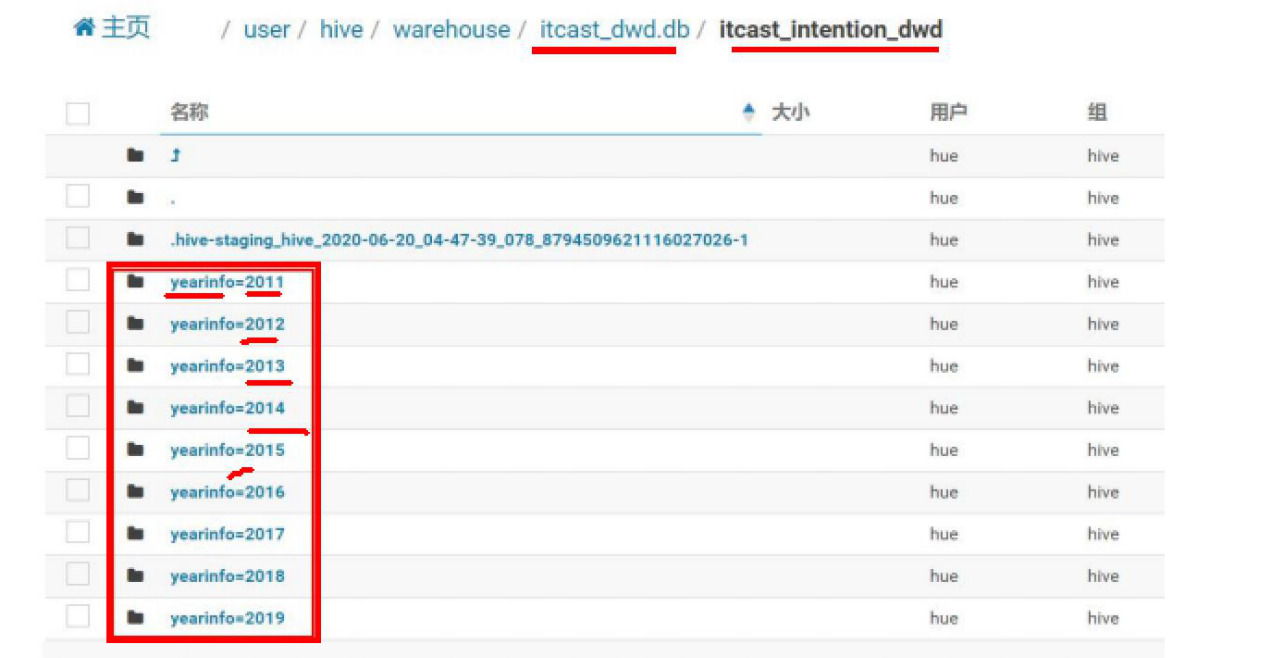 主页 / user / hive / warehouse / itcast_dwd.db / itcast_intention_dwd
名称 大小 用户 组
hue hive
. hue hive
.hive-staging_hive_2020-06-20_04-47-39_078_8794509621116027026-1 hue hive
yearinfo=2011 hue hive
yearinfo=2012 hue hive
yearinfo=2013 hue hive
yearinfo=2014 hue hive
yearinfo=2015 hue hive
yearinfo=2016 hue hive
yearinfo=2017 hue hive
yearinfo=2018 hue hive
yearinfo=2019 hue hive